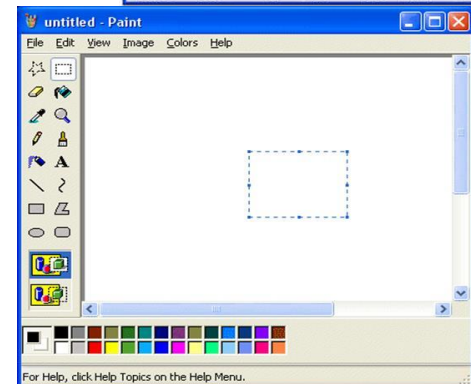 untitled - Paint
File Edit View Image Colors Help
A
For Help, click Help Topics on the Help Menu.